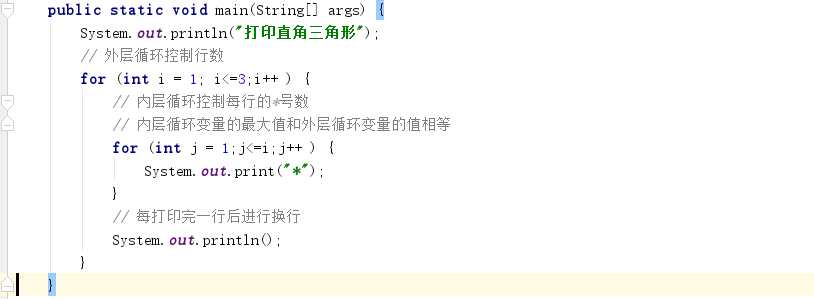 public static void main(String[] args) {
System.out.println("打印直角三角形");
// 外层循环控制行数
for (int i = 1; i<=3;i++ ) {
// 内层循环控制每行的*号数
// 内层循环变量的最大值和外层循环变量的值相等
for (int j = 1;j<=i;j++ ) {
System.out.print("*");
}
// 每打印完一行后进行换行
System.out.println();
}
}